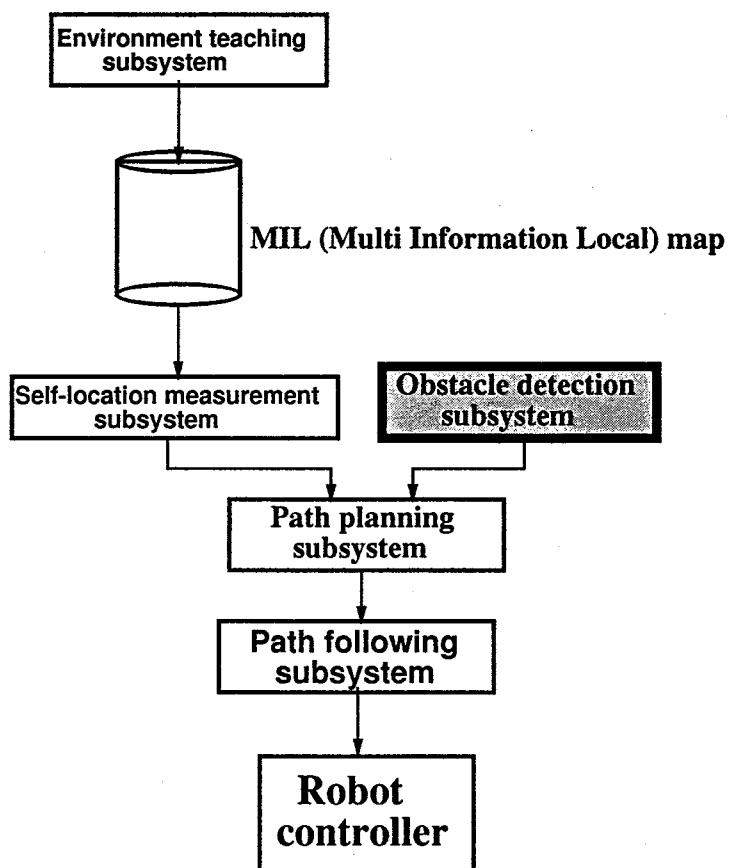 Environment teaching
subsystem
MIL (Multi Information Local) map
Self-location measurement
subsystem
Obstacle detection
subsystem
Path planning
subsystem
Path following
subsystem
Robot
controller